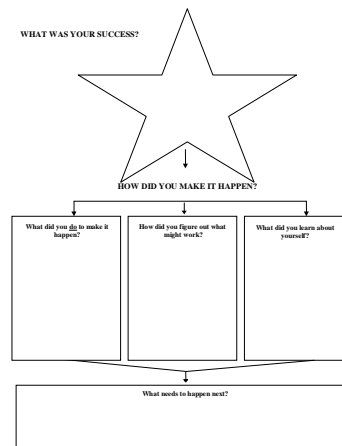 WHAT WAS YOUR SUCCESS?
HOW DID YOU MAKE IT HAPPEN?
What did you do to make it
happen?
How did you figure out what
might work?
What did you learn about
yourself?
What needs to happen next?